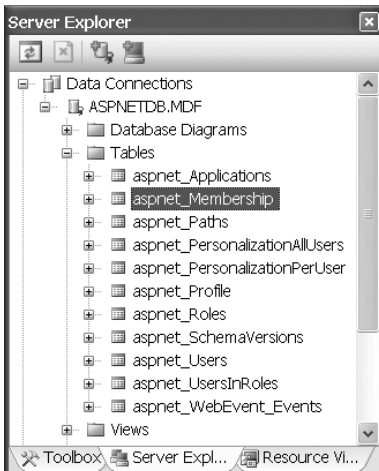 Server Explorer
Data Connections
ASPNETDB.MDF
Database Diagrams
Tables
aspnet_Applications
aspnet_Membership
aspnet_Paths
aspnet_PersonalizationAllUsers
aspnet_PersonalizationPerUser
aspnet_Profile
aspnet_Roles
aspnet_SchemaVersions
aspnet_Users
aspnet_UsersInRoles
aspnet_WebEvent_Events
Views
Toolbox Server Expl... Resource Vi...